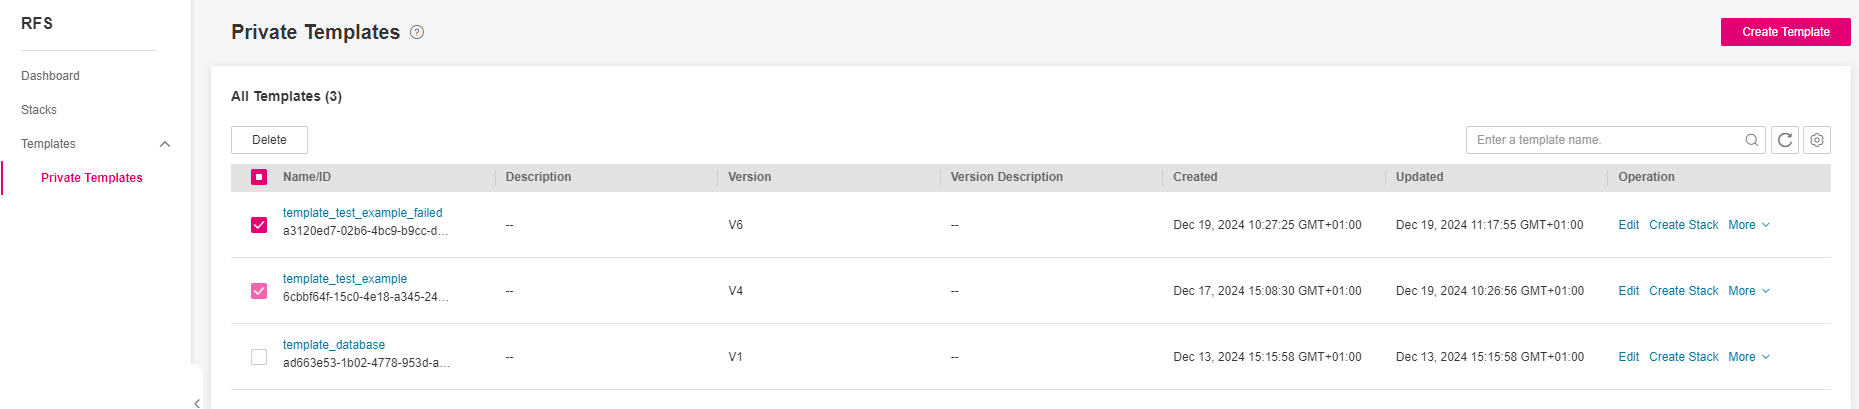 RFS
Dashboard
Stacks
Templates
Private Templates
Private Templates ?
Create Template
All Templates (3)
Delete
Enter a template name.
Name/ID Description Version Version Description Created Updated Operation
template_test_example_failed
a3120ed7-02b6-4bc9-b9cc-d... -- V6 -- Dec 19, 2024 10:27:25 GMT+01:00 Dec 19, 2024 11:17:55 GMT+01:00 Edit Create Stack More
template_test_example
6cbbf64f-15c0-4e18-a345-24... -- V4 -- Dec 17, 2024 15:08:30 GMT+01:00 Dec 19, 2024 10:26:56 GMT+01:00 Edit Create Stack More
template_database
ad663e53-1b02-4778-953d-a... -- V1 -- Dec 13, 2024 15:15:58 GMT+01:00 Dec 13, 2024 15:15:58 GMT+01:00 Edit Create Stack More